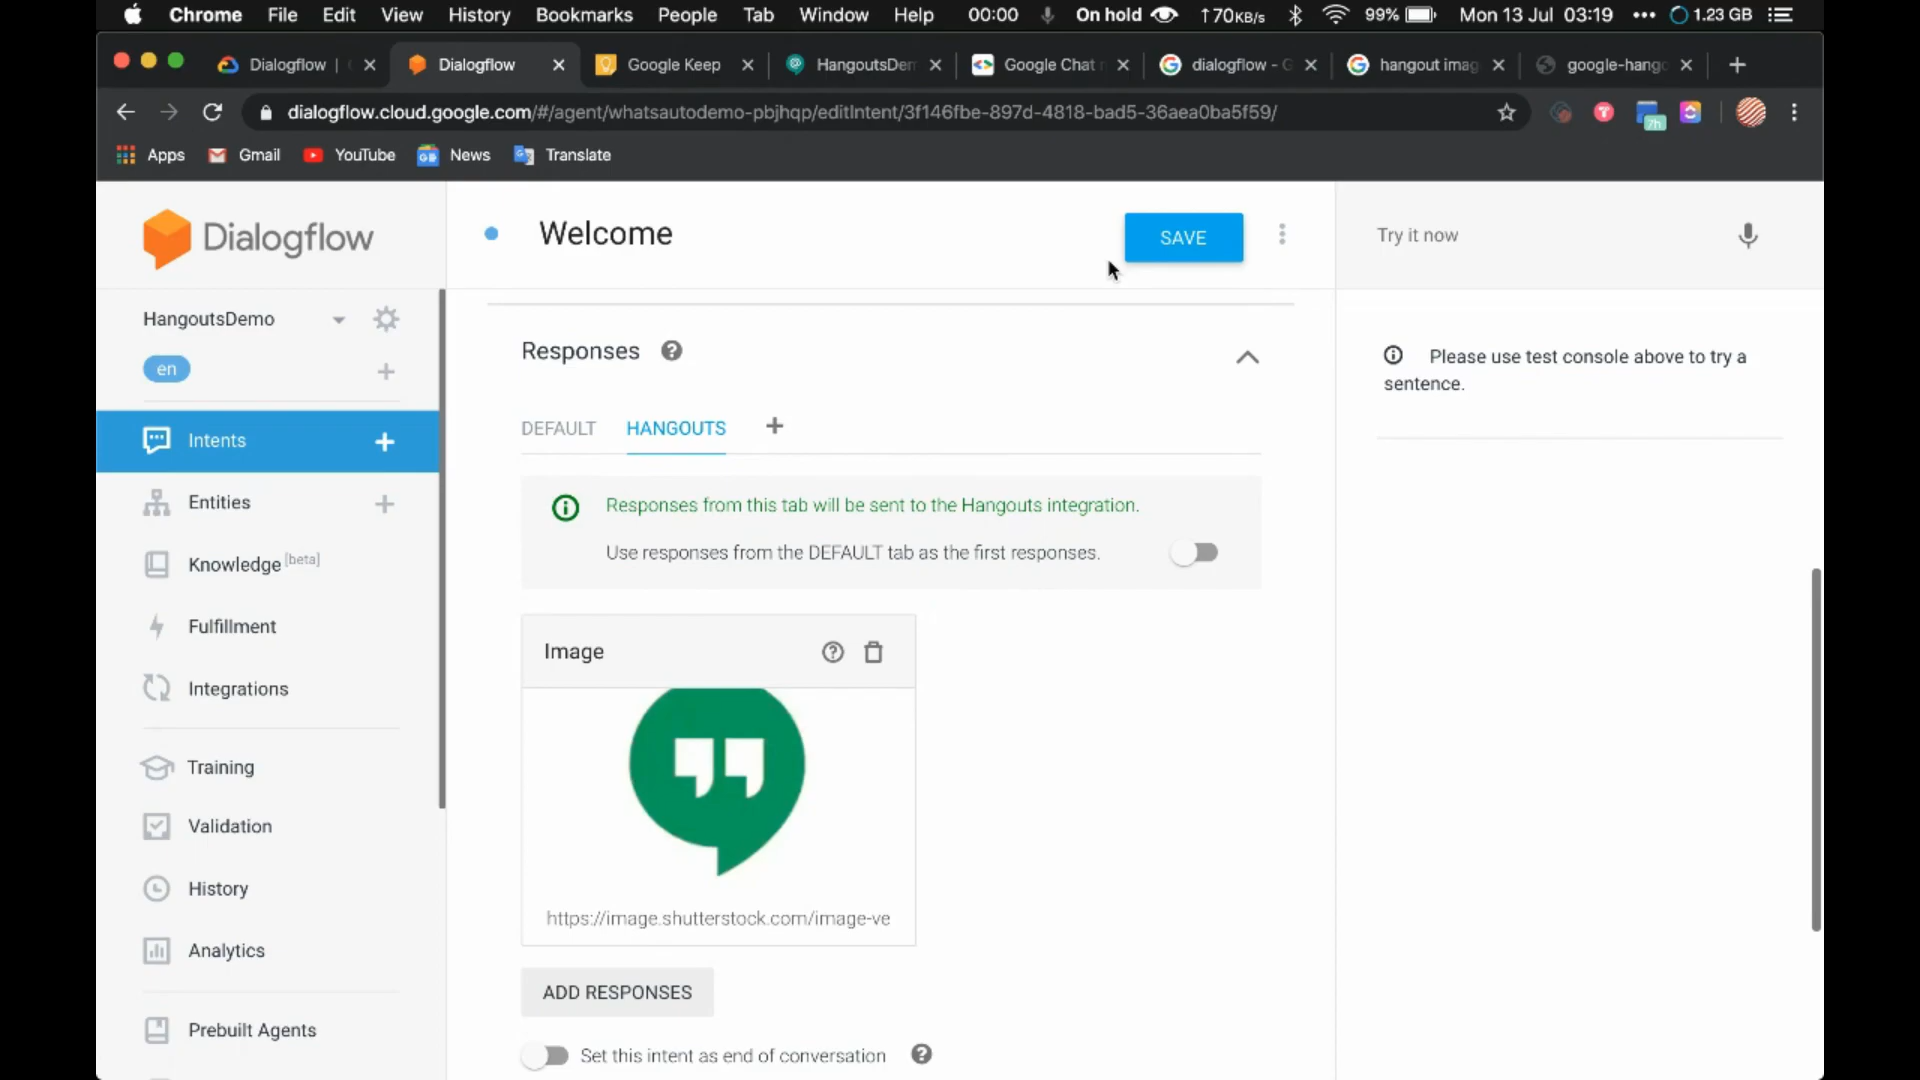 Chrome File Edit View History Bookmarks People Tab Window Help 00:00 On hold ↑70KB/s 99% Mon 13 Jul 03:19 ••• 1.23 GB
Dialogflow | Dialogflow Google Keep HangoutsDem Google Chat dialogflow - G hangout imag google-hango
dialogflow.cloud.google.com/#/agent/whatsautodemo-pbjhqp/editIntent/3f146fbe-897d-4818-bad5-36aea0ba5f59/
7h
Apps Gmail YouTube News Translate
Dialogflow
Welcome
SAVE
Try it now
HangoutsDemo
en
Intents
Entities
Knowledge [beta]
Fulfillment
Integrations
Training
Validation
History
Analytics
Prebuilt Agents
Responses
DEFAULT HANGOUTS
Responses from this tab will be sent to the Hangouts integration.
Use responses from the DEFAULT tab as the first responses.
Image
https://image.shutterstock.com/image-ve
ADD RESPONSES
Set this intent as end of conversation
Please use test console above to try a
sentence.